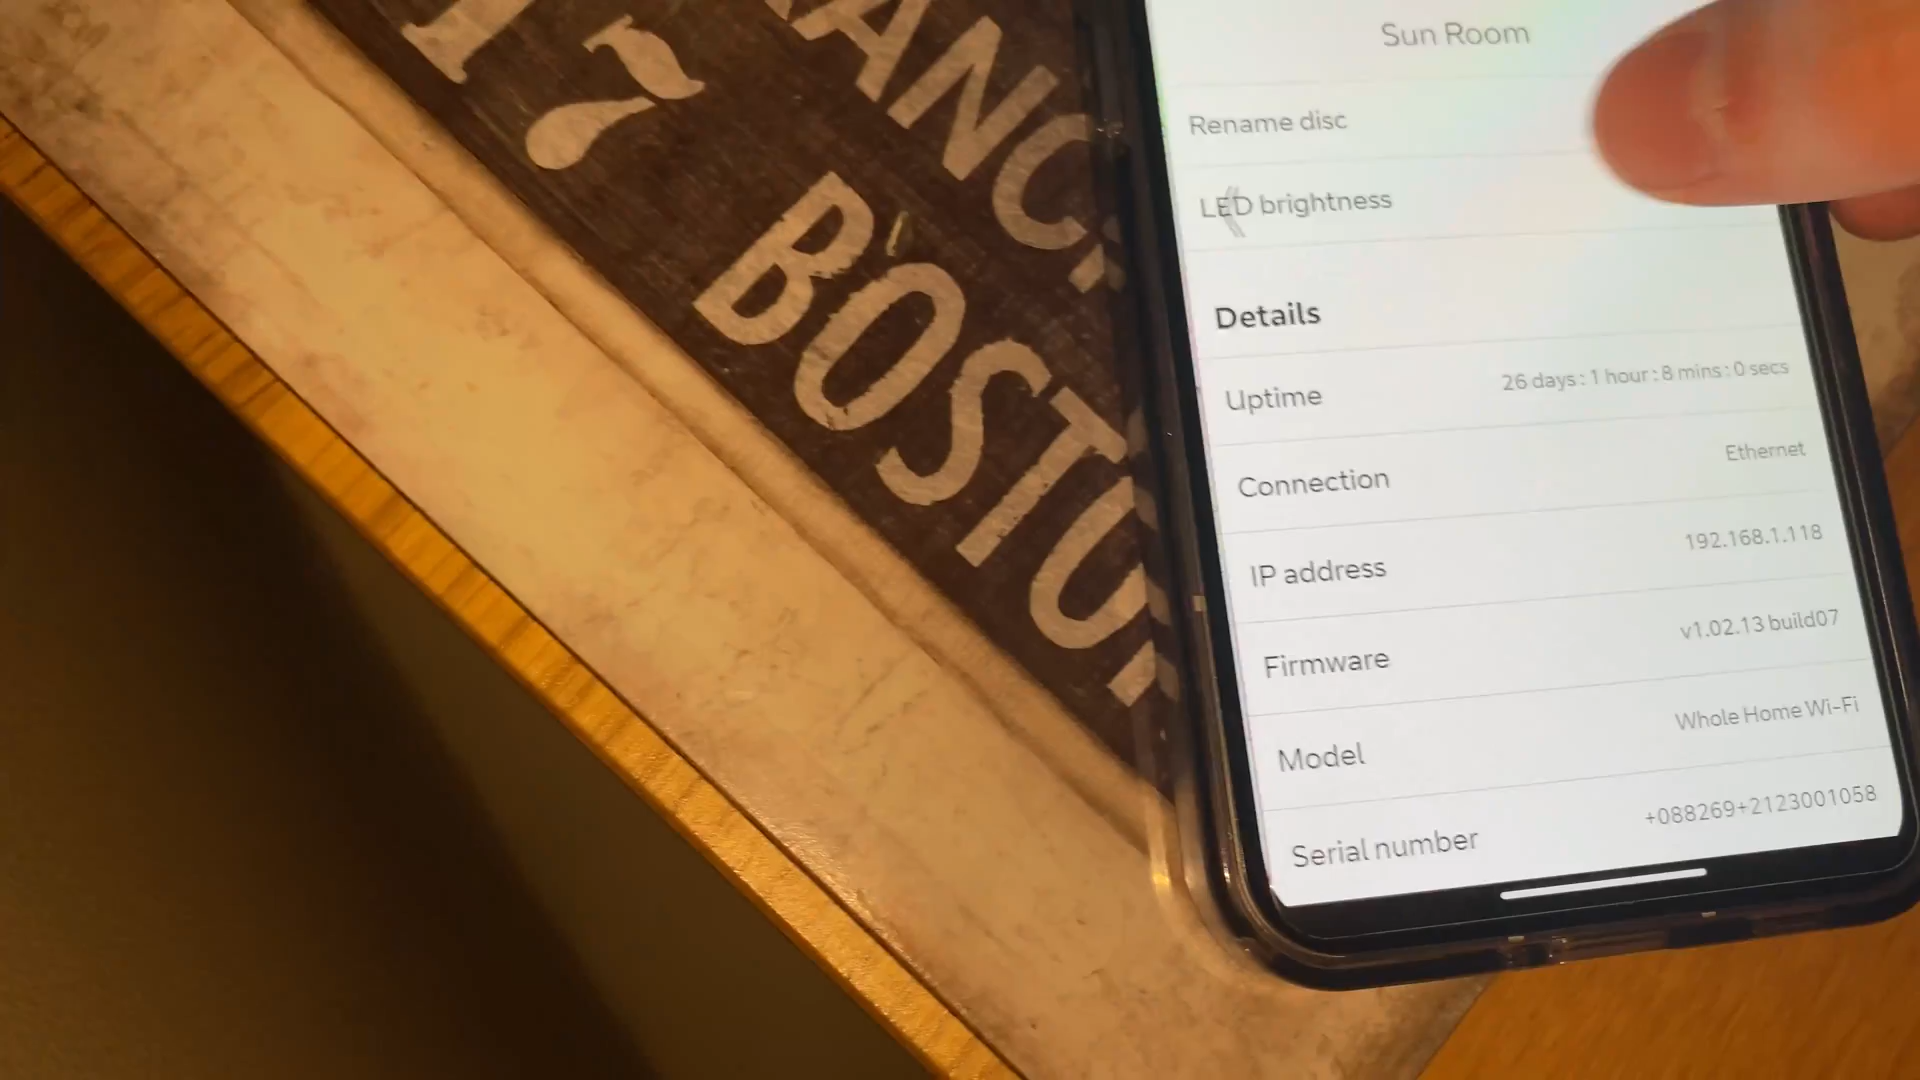 17
BOSTO
Sun Room
Rename disc
LED brightness
Details
Uptime 26 days : 1 hour : 8 mins : 0 secs
Connection Ethernet
IP address 192.168.1.118
Firmware v1.02.13 build07
Model Whole Home Wi-Fi
Serial number +088269+2123001058